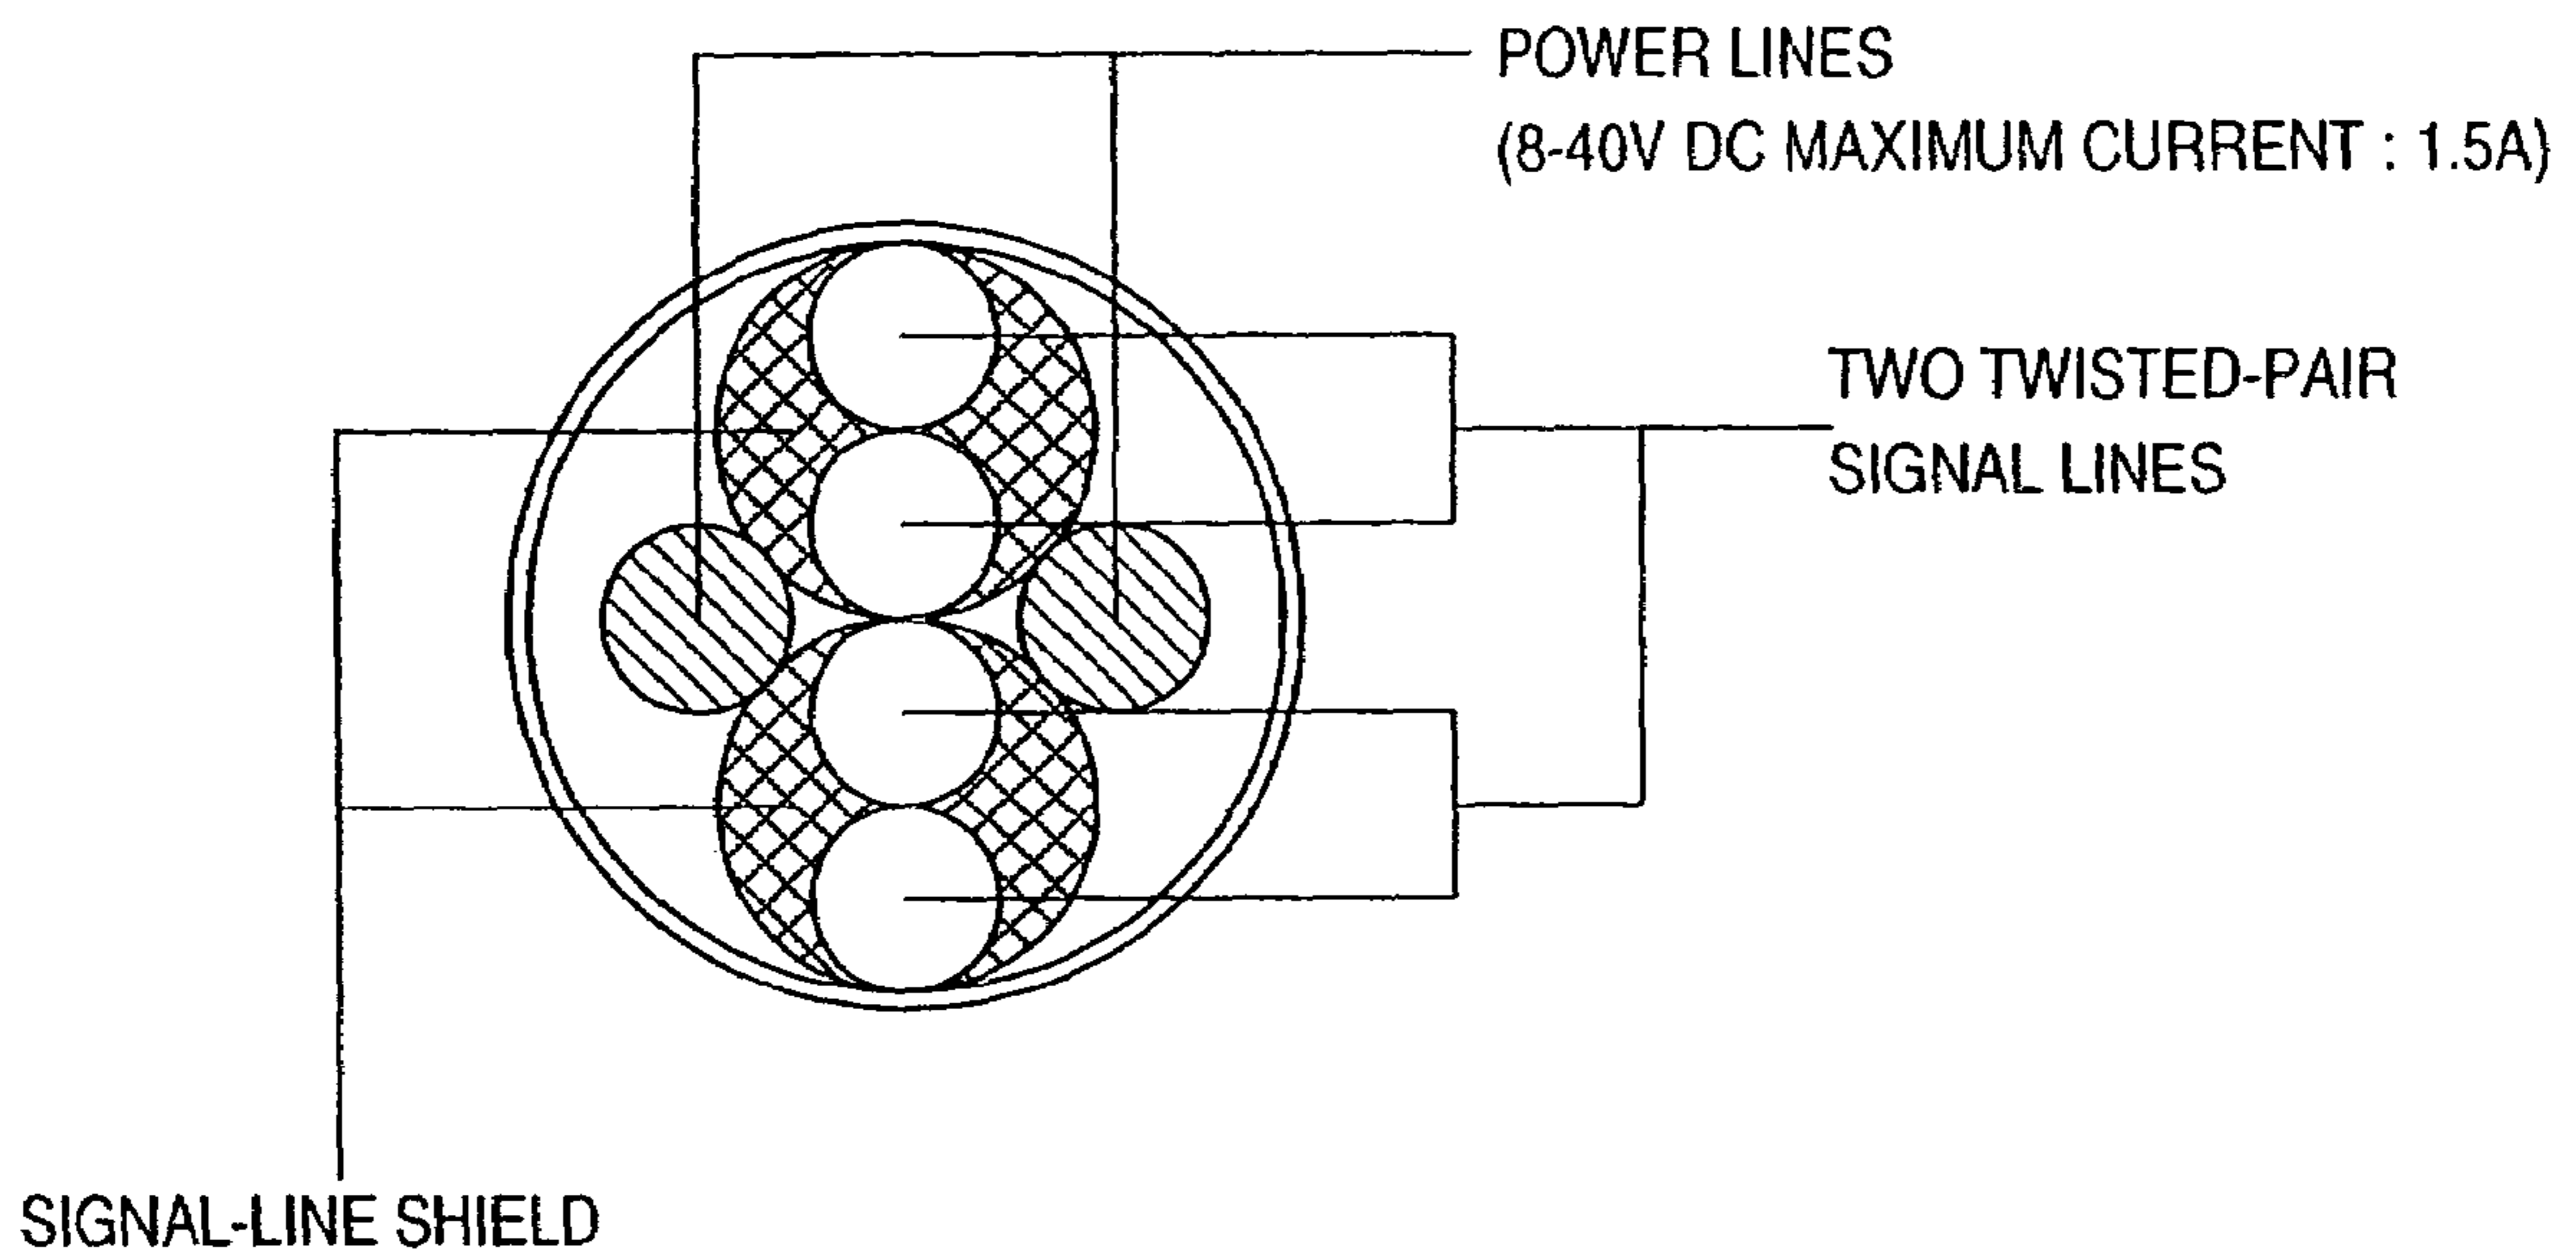 POWER LINES
(8-40V DC MAXIMUM CURRENT : 1.5A)
TWO TWISTED-PAIR
SIGNAL LINES
SIGNAL-LINE SHIELD